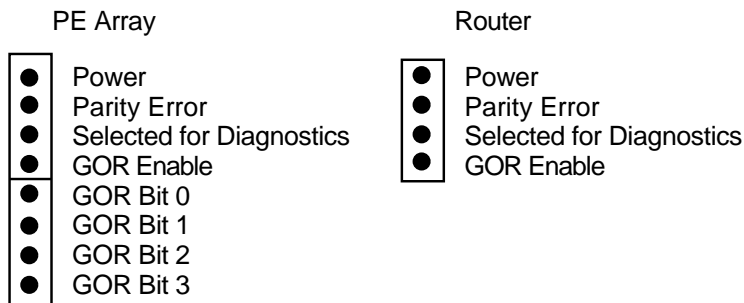 PE Array
Power
Parity Error
Selected for Diagnostics
GOR Enable
GOR Bit 0
GOR Bit 1
GOR Bit 2
GOR Bit 3
Router
Power
Parity Error
Selected for Diagnostics
GOR Enable